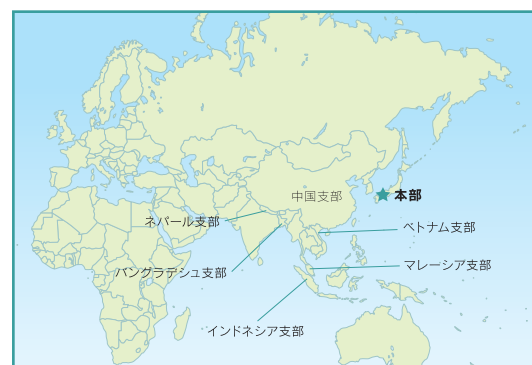 中国支部
本部
ネパール支部
ベトナム支部
バングラデシュ支部
マレーシア支部
インドネシア支部